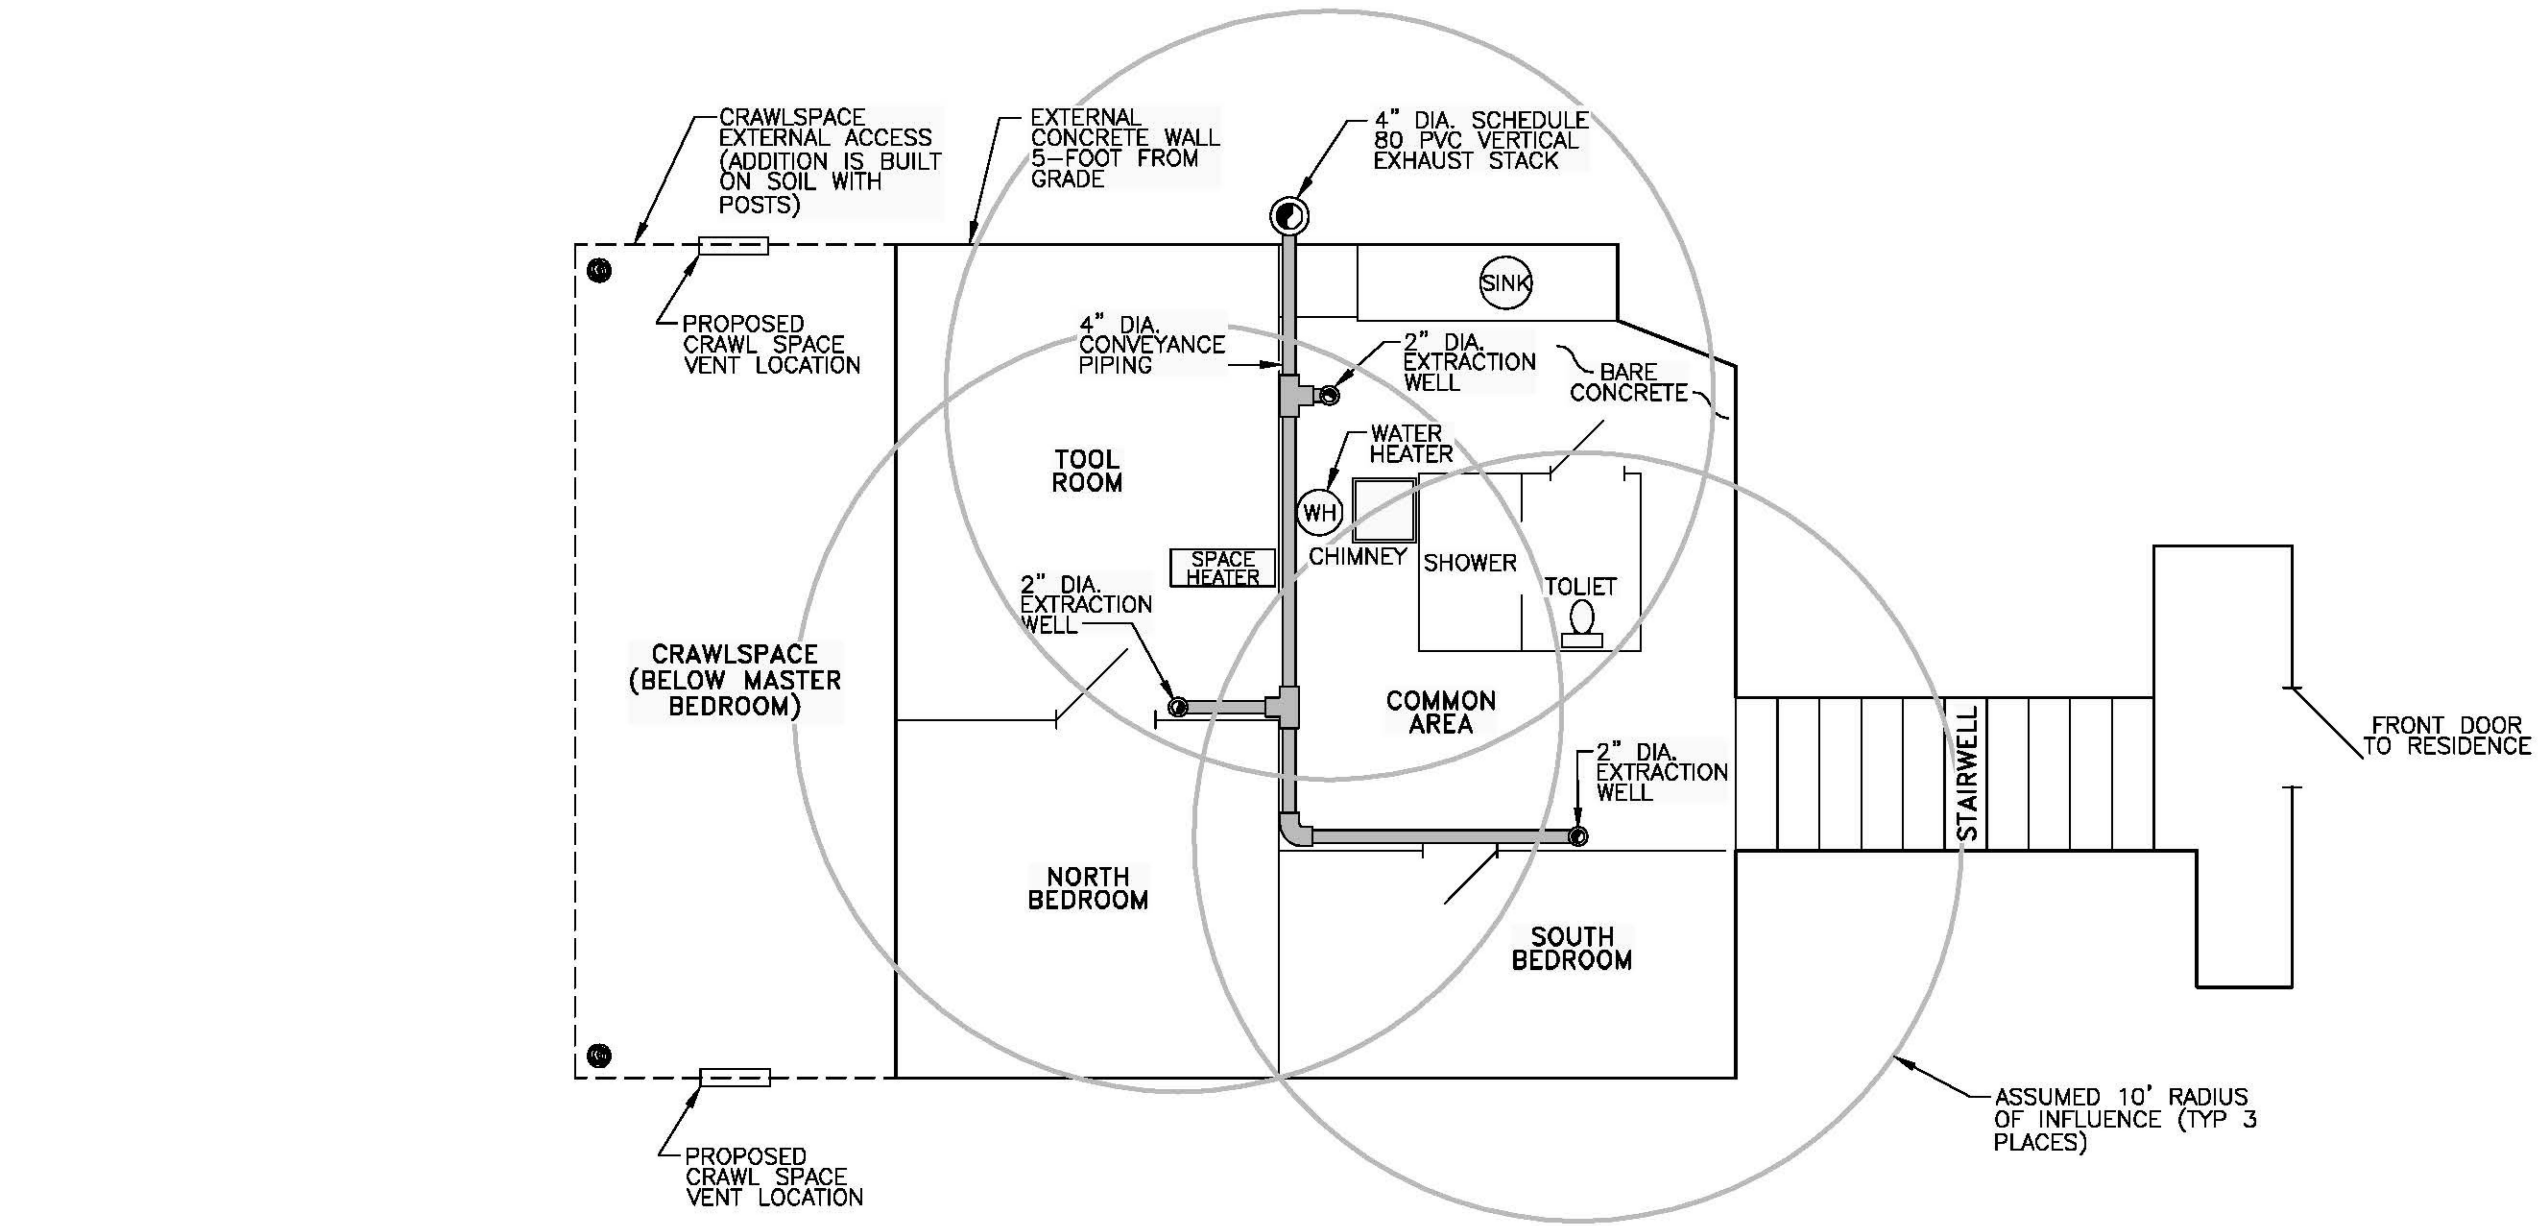 CRAWLSPACE
EXTERNAL ACCESS
(ADDITION IS BUILT
ON SOIL WITH
POSTS)
EXTERNAL
CONCRETE WALL
5-FOOT FROM
GRADE
4" DIA. SCHEDULE
80 PVC VERTICAL
EXHAUST STACK
SINK
PROPOSED
CRAWL SPACE
VENT LOCATION
4" DIA.
CONVEYANCE
PIPING
2" DIA.
EXTRACTION
WELL
BARE
CONCRETE
WATER
HEATER
TOOL
ROOM
WH
CHIMNEY
SHOWER
SPACE
HEATER
TOLIET
2" DIA.
EXTRACTION
WELL
CRAWLSPACE
(BELOW MASTER
BEDROOM)
COMMON
AREA
2" DIA.
EXTRACTION
WELL
STAIRWELL
FRONT DOOR
TO RESIDENCE
NORTH
BEDROOM
SOUTH
BEDROOM
ASSUMED 10' RADIUS
OF INFLUENCE (TYP 3
PLACES)
PROPOSED
CRAWL SPACE
VENT LOCATION